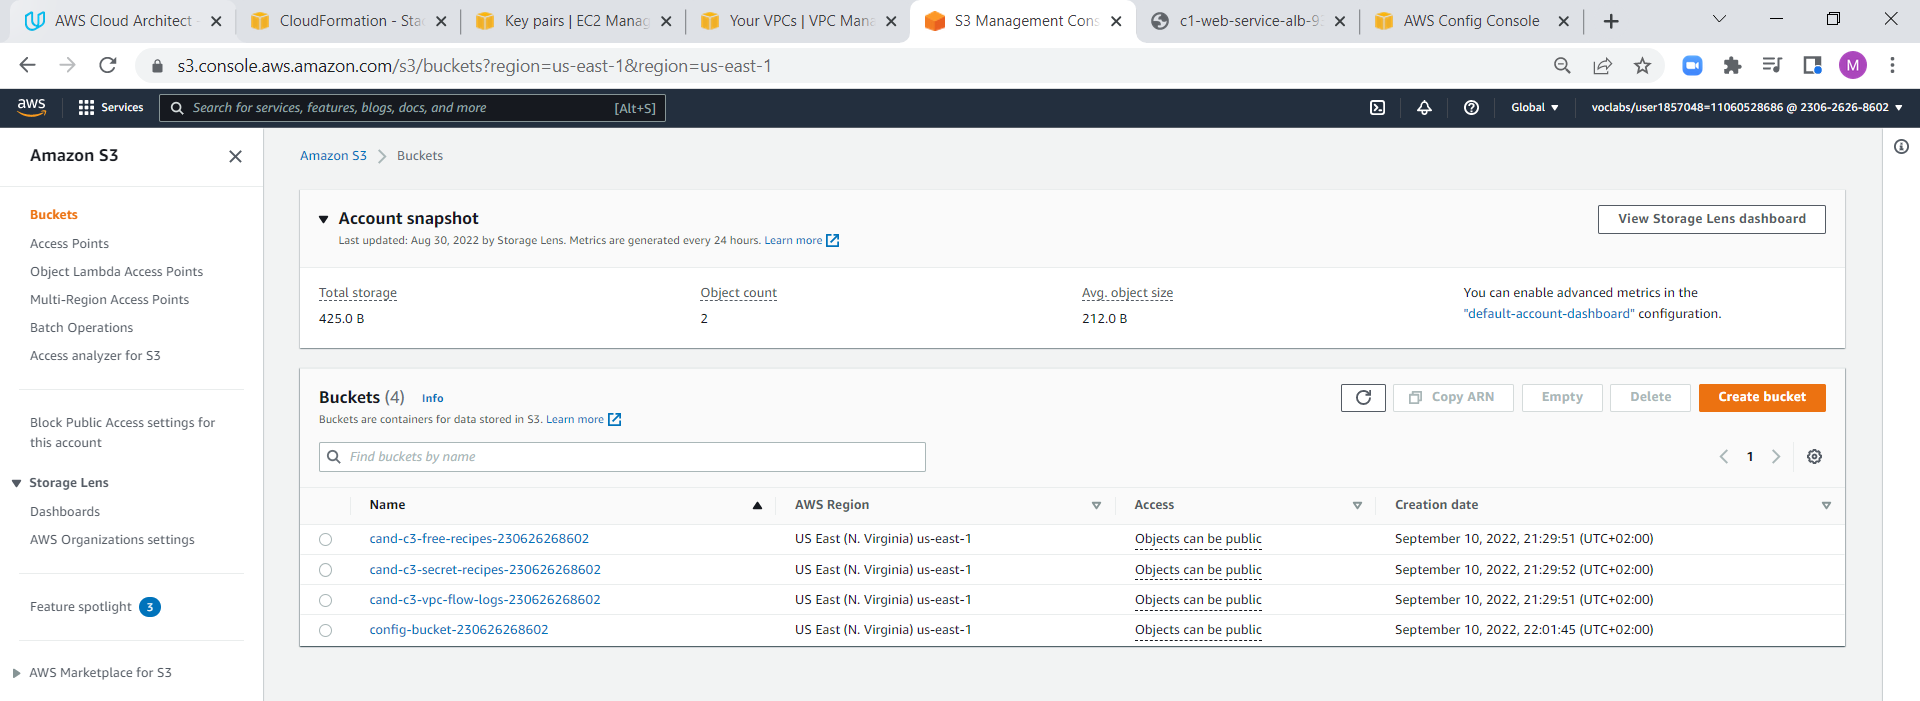 AWS Cloud Architect -
CloudFormation - Sta
Key pairs | EC2 Manag
Your VPCs | VPC Mana
S3 Management Cons
c1-web-service-alb-9
AWS Config Console
s3.console.aws.amazon.com/s3/buckets?region=us-east-1&region=us-east-1
M
aws
Services
Search for services, features, blogs, docs, and more
[Alt+S]
Global
voclabs/user1857048=11060528686 @ 2306-2626-8602
Amazon S3
Buckets
Access Points
Object Lambda Access Points
Multi-Region Access Points
Batch Operations
Access analyzer for S3
Block Public Access settings for
this account
Storage Lens
Dashboards
AWS Organizations settings
Feature spotlight 3
AWS Marketplace for S3
Amazon S3 > Buckets
Account snapshot
Last updated: Aug 30, 2022 by Storage Lens. Metrics are generated every 24 hours. Learn more
View Storage Lens dashboard
Total storage
425.0 B
Object count
2
Avg. object size
212.0 B
You can enable advanced metrics in the
"default-account-dashboard" configuration.
Buckets (4) Info
Buckets are containers for data stored in S3. Learn more
Copy ARN
Empty
Delete
Create bucket
Find buckets by name
1
Name AWS Region Access Creation date
cand-c3-free-recipes-230626268602 US East (N. Virginia) us-east-1 Objects can be public September 10, 2022, 21:29:51 (UTC+02:00)
cand-c3-secret-recipes-230626268602 US East (N. Virginia) us-east-1 Objects can be public September 10, 2022, 21:29:52 (UTC+02:00)
cand-c3-vpc-flow-logs-230626268602 US East (N. Virginia) us-east-1 Objects can be public September 10, 2022, 21:29:51 (UTC+02:00)
config-bucket-230626268602 US East (N. Virginia) us-east-1 Objects can be public September 10, 2022, 22:01:45 (UTC+02:00)